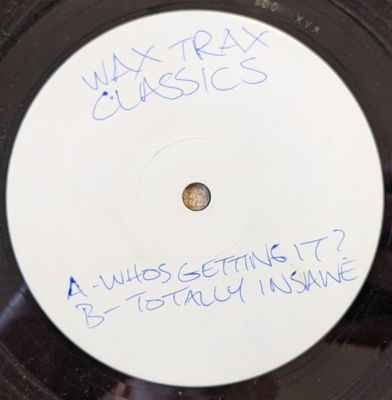 WAX TRAX
CLASSICS
A-WHOS GETTING IT?
B-TOTALLY INSANE